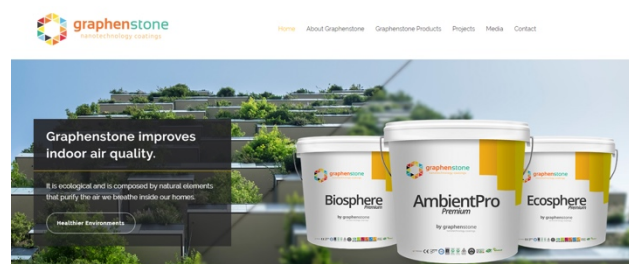 graphenstone
nanotechnology coatings
Home About Graphenstone Graphenstone Products Projects Media Contact
Graphenstone improves
indoor air quality.
It is ecological and is composed by natural elements
that purify the air we breathe inside our homes.
Healthier Environments
graphenstone
Biosphere
Premium
by graphenstone
graphenstone
AmbientPro
Premium
by graphenstone
graphenstone
Ecosphere
Premium
by graphenstone